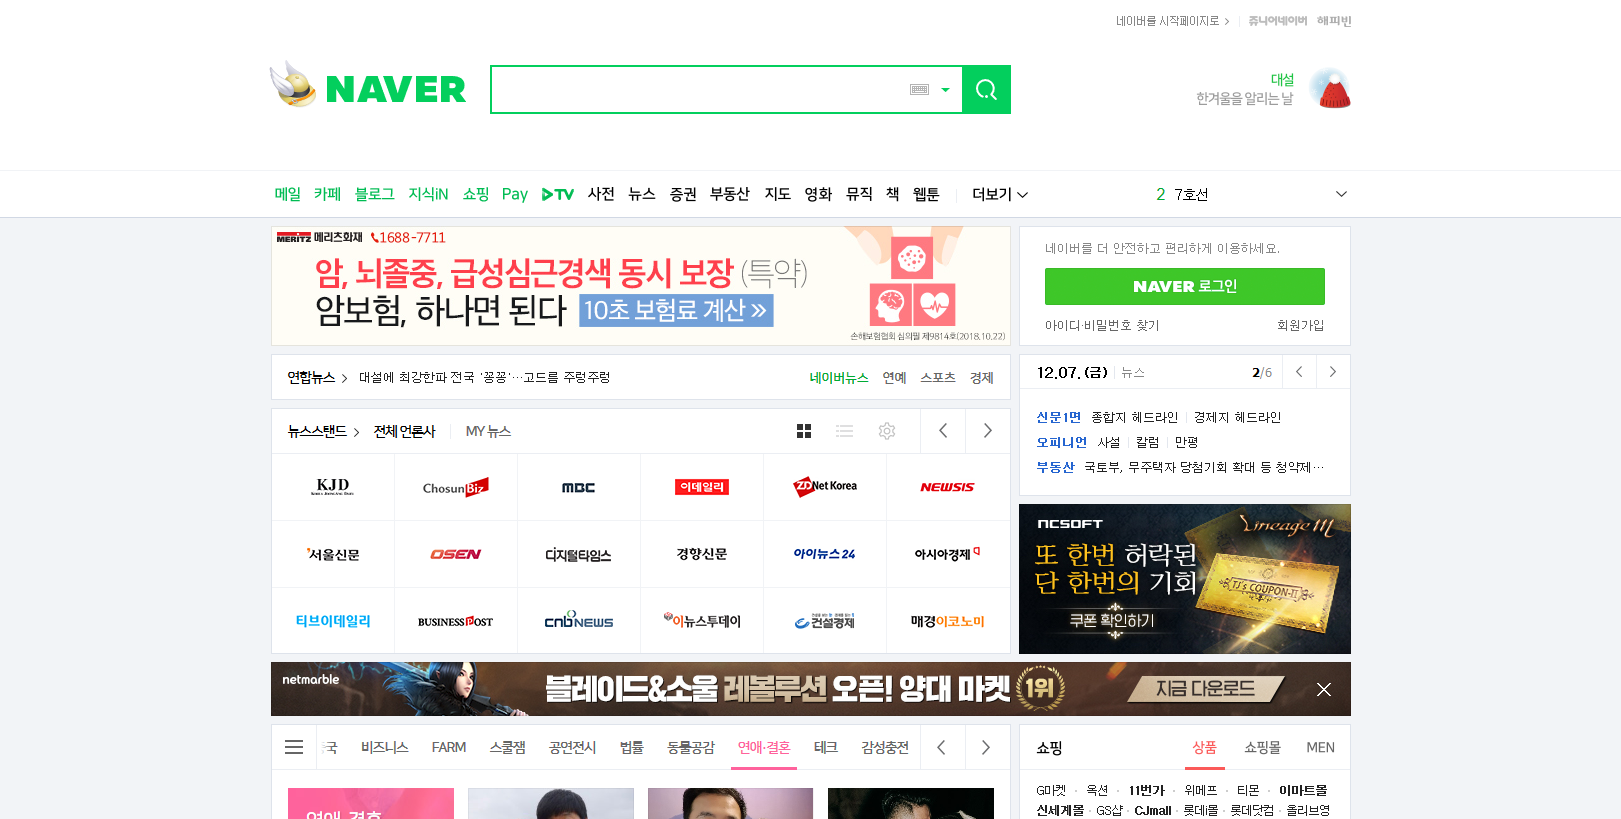 네이버를 시작페이지로
쥬니어네이버 해피빈
NAVER
대설
한겨울을 알리는 날
메일 카페 블로그 지식iN 쇼핑 Pay TV 사전 뉴스 증권 부동산 지도 영화 뮤직 책 웹툰 더보기
2 7호선
MERITZ 메리츠화재 1688-7711
암, 뇌졸중, 급성심근경색 동시 보장 (특약)
암보험, 하나면 된다 10초 보험료 계산 »
손해보험협회 심의필 제9814호(2018.10.22)
네이버를 더 안전하고 편리하게 이용하세요.
NAVER 로그인
아이디·비밀번호 찾기 회원가입
연합뉴스 대설에 최강한파 전국 '꽁꽁'…고드름 주렁주렁
네이버뉴스 연예 스포츠 경제
12.07. (금) 뉴스 2/6
신문1면 종합지 헤드라인 경제지 헤드라인
오피니언 사설 칼럼 만평
부동산 국토부, 무주택자 당첨기회 확대 등 청약제…
뉴스스탠드 전체 언론사 MY 뉴스
KJD ChosunBiz MBC 이데일리 ZDNet Korea NEWSIS
서울신문 OSEN 디지털타임스 경향신문 아이뉴스24 아시아경제
티브이데일리 BUSINESSPOST CNBNEWS 이뉴스투데이 건설경제 매경이코노미
NCSOFT Lineage M
또 한번 허락된
단 한번의 기회
TJ's COUPON-II
쿠폰 확인하기
netmarble
블레이드&소울 레볼루션 오픈! 양대 마켓 1위 지금 다운로드
국 비즈니스 FARM 스쿨잼 공연전시 법률 동물공감 연애·결혼 테크 감성충전
쇼핑 상품 쇼핑몰 MEN
G마켓 · 옥션 · 11번가 · 위메프 · 티몬 · 이마트몰
신세계몰 · GS샵 · CJmall · 롯데i몰 · 롯데닷컴 · 올리브영
연애·결혼